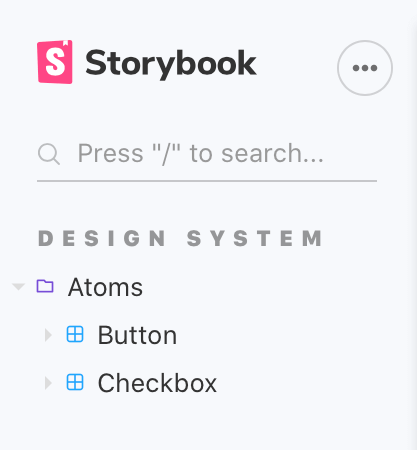 Storybook
Press "/" to search...
DESIGN SYSTEM
Atoms
Button
Checkbox